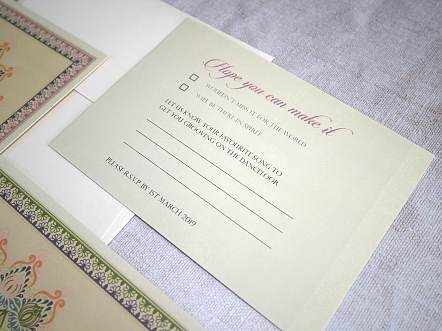 Hope you can make it
WOULDN'T MISS IT FOR THE WORLD
WILL BE THERE IN SPIRIT
LET US KNOW YOUR FAVOURITE SONG TO
GET YOU GROOVING ON THE DANCEFLOOR
PLEASE R.S.V.P BY 1ST MARCH 2019